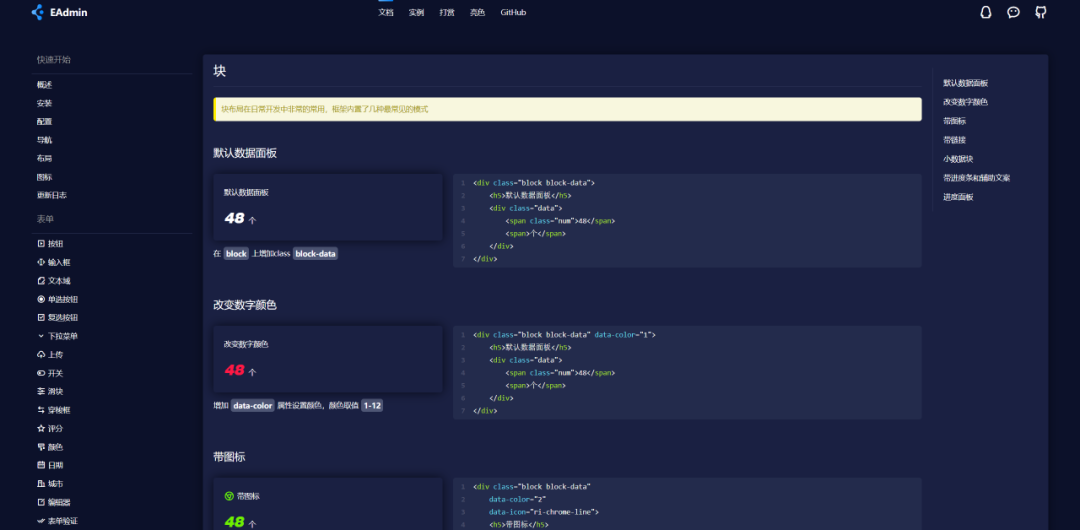 EAdmin
文档 实例 打赏 亮色 GitHub
快速开始
概述
安装
配置
导航
布局
图标
更新日志
表单
按钮
输入框
文本域
单选按钮
复选按钮
下拉菜单
上传
开关
滑块
穿梭框
评分
颜色
日期
城市
编辑器
表单验证
块
块布局在日常开发中非常的常用，框能内置了几种最常见的模式
默认数据面板
默认数据面板
48 个
在 block 上增加class block-data
1 <div class="block block-data">
2 <h5>默认数据面板</h5>
3 <div class="data">
4 <span class="num">48</span>
5 <span>个</span>
6 </div>
7 </div>
改变数字颜色
改变数字颜色
48 个
增加 data-color 属性设置颜色，颜色取值 1-12
1 <div class="block block-data" data-color="1">
2 <h5>默认数据面板</h5>
3 <div class="data">
4 <span class="num">48</span>
5 <span>个</span>
6 </div>
7 </div>
带图标
带图标
48 个
1 <div class="block block-data"
2 data-color="2"
3 data-icon="ri-chrome-line">
4 <h5>带图标</h5>
默认数据面板
改变数字颜色
带图标
带链接
小数据块
带进度条和辅助文案
进度面板